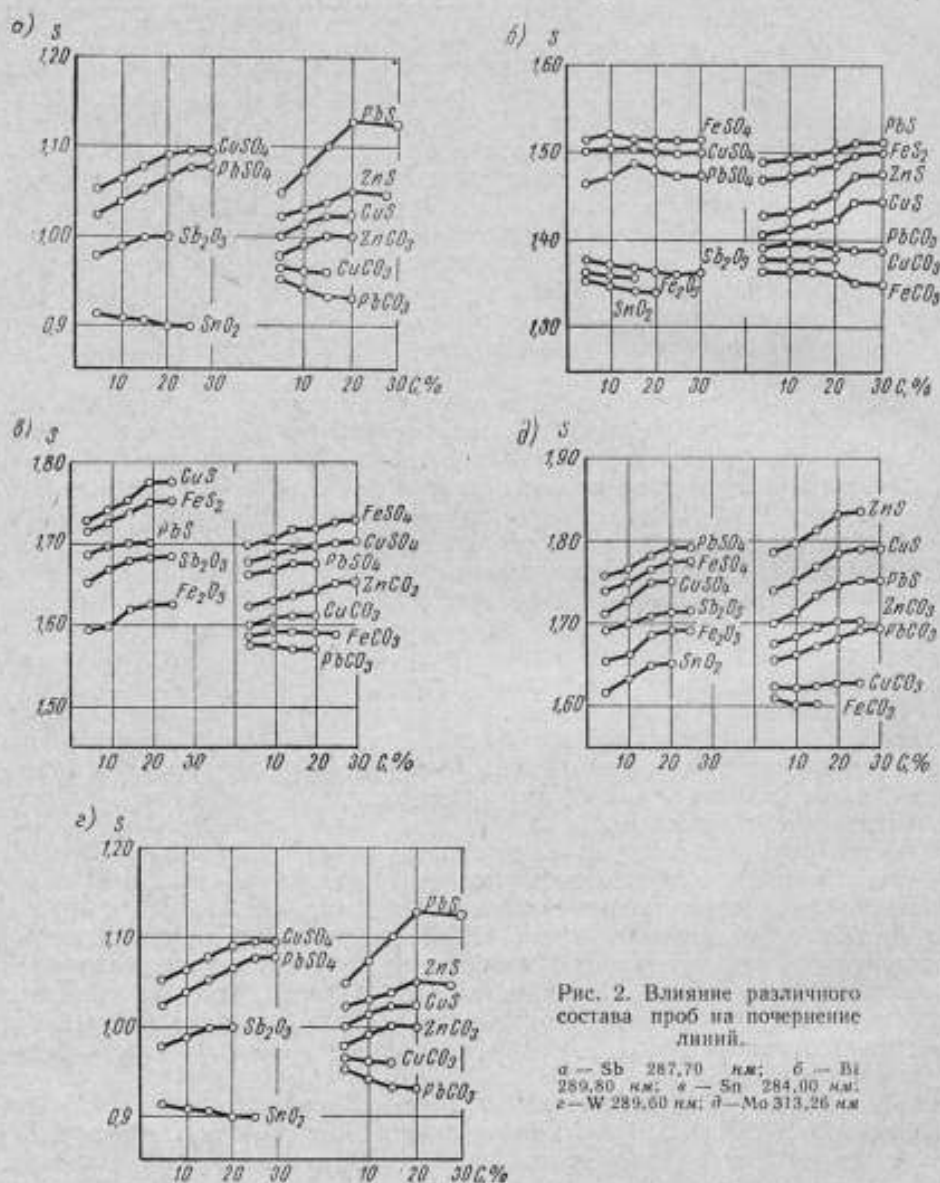 а) S
1,20
1,10
1,00
0,9
CuSO₄
PbSO₄
Sb₂O₃
SnO₂
PbS
ZnS
CuS
ZnCO₃
CuCO₃
PbCO₃
10 20 30 10 20 30 C,%
б) S
1,60
1,50
1,40
1,30
FeSO₄
CuSO₄
PbSO₄
Sb₂O₃
Fe₂O₃
SnO₂
PbS
FeS₂
ZnS
CuS
PbCO₃
CuCO₃
FeCO₃
10 20 30 10 20 30 C,%
в) S
1,80
1,70
1,60
1,50
CuS
FeS₂
PbS
Sb₂O₃
Fe₂O₃
FeSO₄
CuSO₄
PbSO₄
ZnCO₃
CuCO₃
FeCO₃
PbCO₃
10 20 30 10 20 30 C,%
д) S
1,90
1,80
1,70
1,60
PbSO₄
FeSO₄
CuSO₄
Sb₂O₃
Fe₂O₃
SnO₂
ZnS
CuS
PbS
ZnCO₃
PbCO₃
CuCO₃
FeCO₃
10 20 30 10 20 30 C,%
г) S
1,20
1,10
1,00
0,9
CuSO₄
PbSO₄
Sb₂O₃
SnO₂
PbS
ZnS
CuS
ZnCO₃
CuCO₃
PbCO₃
10 20 30 10 20 30 C,%
Рис. 2. Влияние различного
состава проб на почернение
линий.
а — Sb 287,70 нм; б — Bi
289,80 нм; в — Sn 284,00 нм;
г — W 289,60 нм; д — Mo 313,26 нм